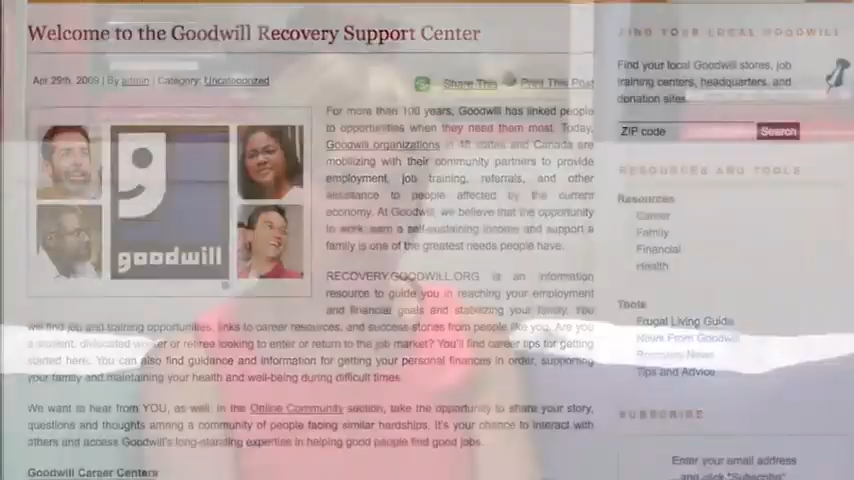 Welcome to the Goodwill Recovery Support Center
Apr 29th, 2009 | By admin | Category: Uncategorized
Share This
Print This Post
goodwill
For more than 100 years, Goodwill has linked people
to opportunities when they need them most. Today,
Goodwill organizations in 48 states and Canada are
mobilizing with their community partners to provide
employment, job training, referrals, and other
assistance to people affected by the current
economy. At Goodwill, we believe that the opportunity
to work, earn a self-sustaining income and support a
family is one of the greatest needs people have.
RECOVERY.GOODWILL.ORG is an information
resource to guide you in reaching your employment
and financial goals and stabilizing your family. You
will find job and training opportunities, links to career resources, and success stories from people like you. Are you
a student, dislocated worker or retiree looking to enter or return to the job market? You'll find career tips for getting
started here. You can also find guidance and information for getting your personal finances in order, supporting
your family and maintaining your health and well-being during difficult times.
We want to hear from YOU, as well. In the Online Community section, take the opportunity to share your story,
questions and thoughts among a community of people facing similar hardships. It's your chance to interact with
others and access Goodwill's long-standing expertise in helping good people find good jobs.
Goodwill Career Centers
FIND YOUR LOCAL GOODWILL
Find your local Goodwill stores, job
training centers, headquarters, and
donation sites.
ZIP code
Search
RESOURCES AND TOOLS
Resources
Career
Family
Financial
Health
Tools
Frugal Living Guide
News From Goodwill
Recovery News
Tips and Advice
SUBSCRIBE
Enter your email address
and click "Subscribe"